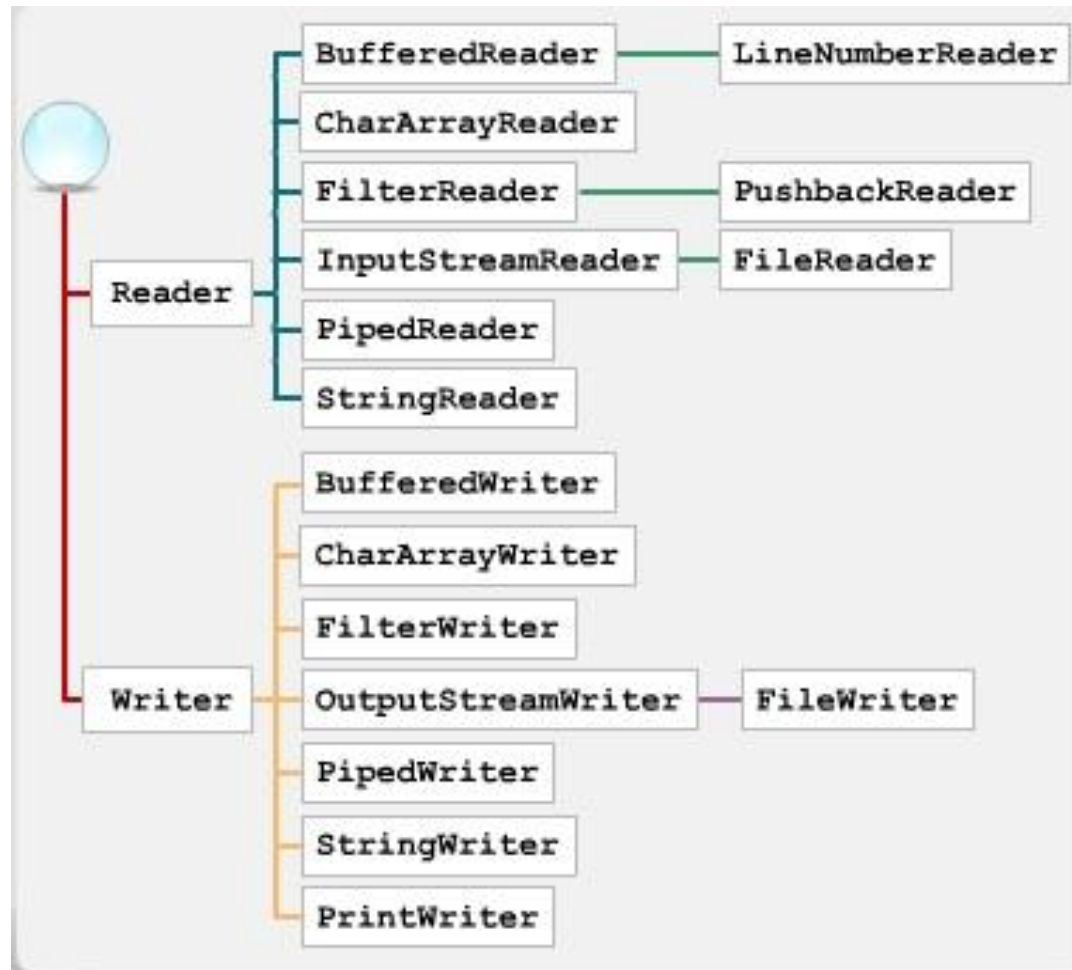 BufferedReader LineNumberReader
CharArrayReader
FilterReader PushbackReader
InputStreamReader FileReader
Reader
PipedReader
StringReader
BufferedWriter
CharArrayWriter
FilterWriter
Writer OutputStreamWriter FileWriter
PipedWriter
StringWriter
PrintWriter